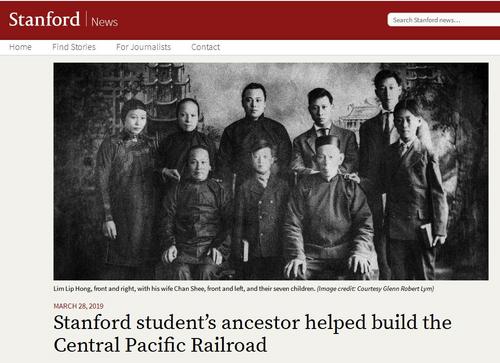 Stanford | News
Search Stanford news...
Home Find Stories For Journalists Contact
Lim Lip Hong, front and right, with his wife Chan Shee, front and left, and their seven children. (Image credit: Courtesy Glenn Robert Lym)
MARCH 28, 2019
Stanford student’s ancestor helped build the
Central Pacific Railroad